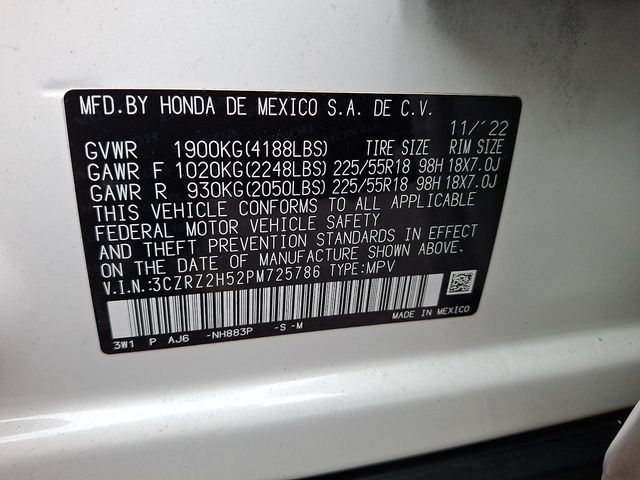 MFD.BY HONDA DE MEXICO S.A. DE C.V.
11/'22
GVWR 1900KG(4188LBS) TIRE SIZE RIM SIZE
GAWR F 1020KG(2248LBS) 225/55R18 98H 18X7.0J
GAWR R 930KG(2050LBS) 225/55R18 98H 18X7.0J
THIS VEHICLE CONFORMS TO ALL APPLICABLE
FEDERAL MOTOR VEHICLE SAFETY
AND THEFT PREVENTION STANDARDS IN EFFECT
ON THE DATE OF MANUFACTURE SHOWN ABOVE.
V.I.N.:3CZRZ2H52PM725786 TYPE:MPV
MADE IN MEXICO
3W1 P AJ6 -NH883P -S -M